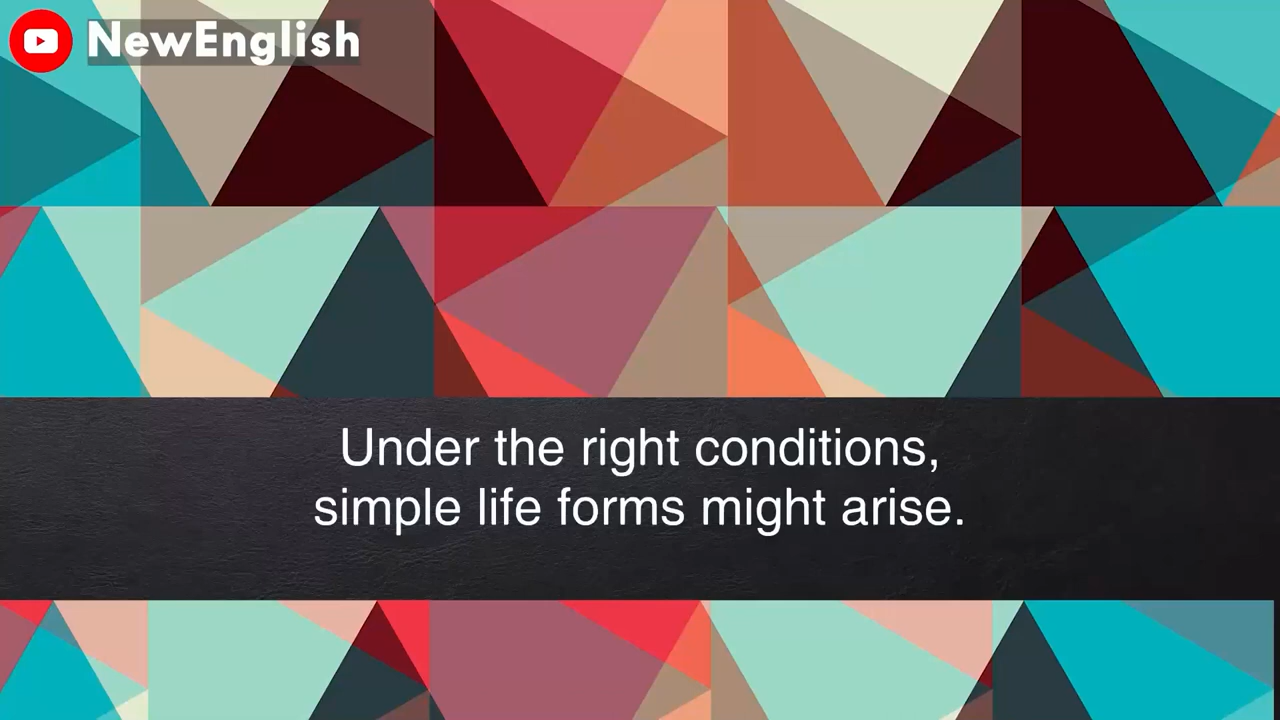 NewEnglish
Under the right conditions,
simple life forms might arise.